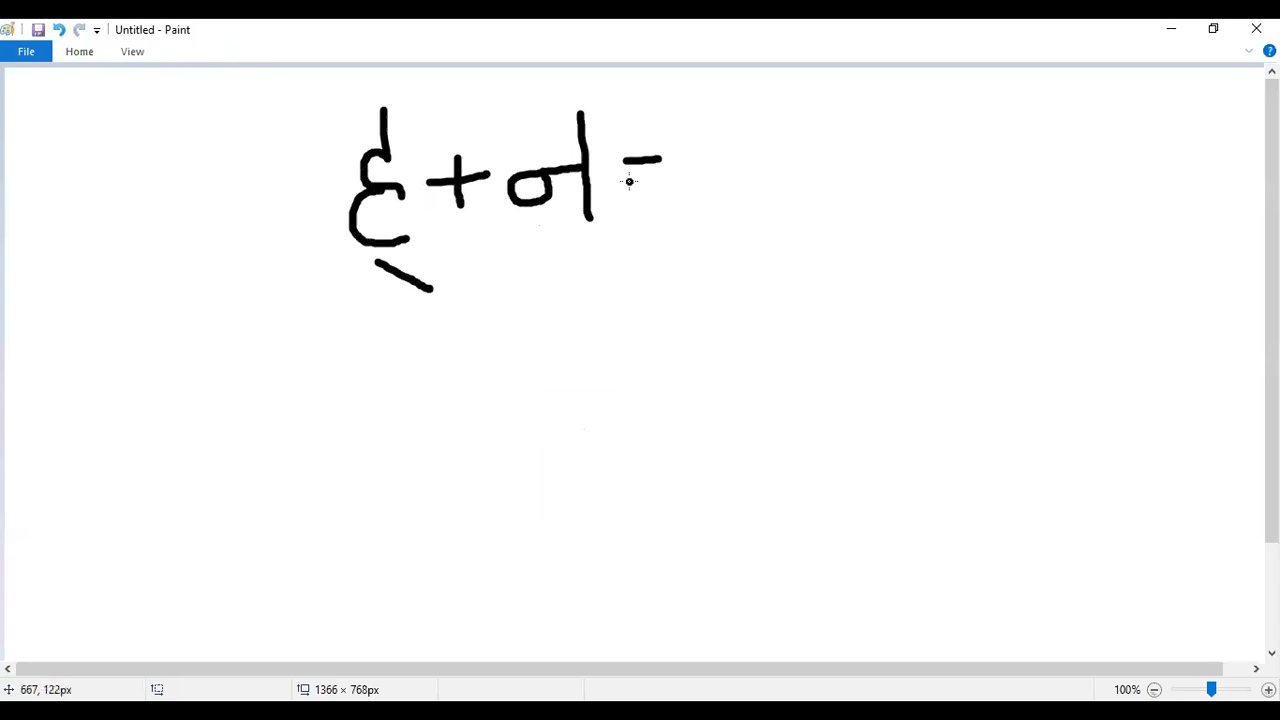 File Home View
Untitled - Paint
હ્ + ન -
667, 122px 1366 × 768px 100%